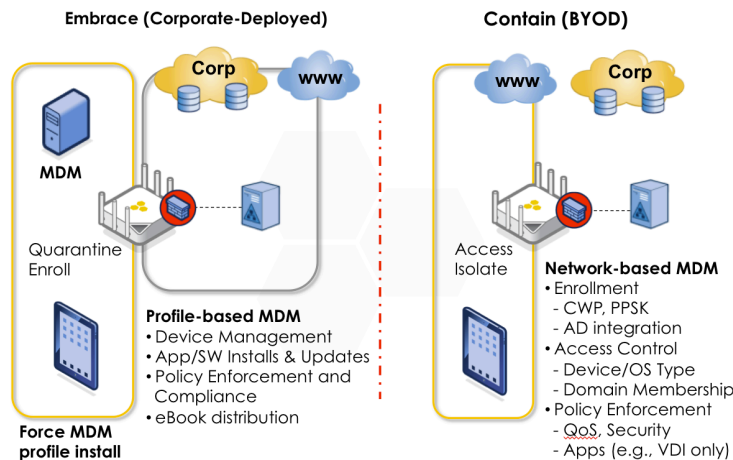 Embrace (Corporate-Deployed)
Corp
www
MDM
Quarantine
Enroll
Profile-based MDM
• Device Management
• App/SW Installs & Updates
• Policy Enforcement and
Compliance
• eBook distribution
Force MDM
profile install
Contain (BYOD)
www
Corp
Access
Isolate
Network-based MDM
• Enrollment
- CWP, PPSK
- AD integration
• Access Control
- Device/OS Type
- Domain Membership
• Policy Enforcement
- QoS, Security
- Apps (e.g., VDI only)